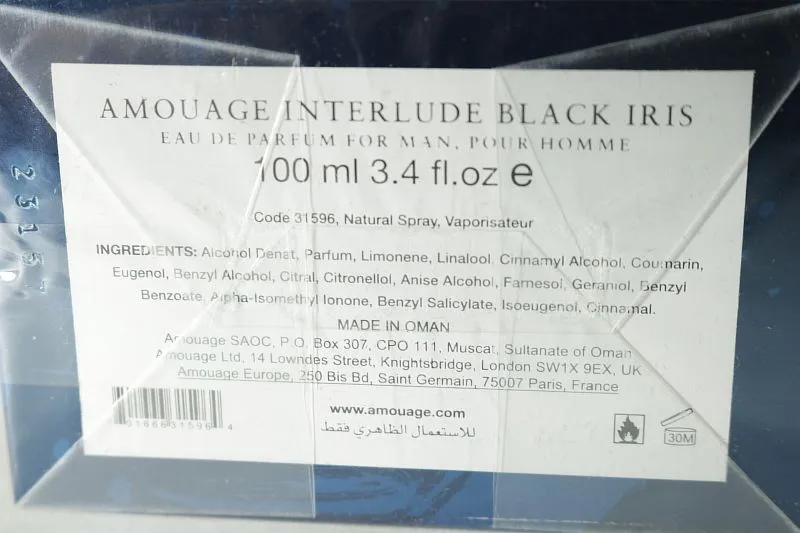 AMOUAGE INTERLUDE BLACK IRIS
EAU DE PARFUM FOR MAN, POUR HOMME
100 ml 3.4 fl.oz e
Code 31596, Natural Spray, Vaporisateur
INGREDIENTS: Alcohol Denat, Parfum, Limonene, Linalool, Cinnamyl Alcohol, Coumarin,
Eugenol, Benzyl Alcohol, Citral, Citronellol, Anise Alcohol, Farnesol, Geraniol, Benzyl
Benzoate, Alpha-Isomethyl Ionone, Benzyl Salicylate, Isoeugenol, Cinnamal.
MADE IN OMAN
Amouage SAOC, P.O. Box 307, CPO 111, Muscat, Sultanate of Oman
Amouage Ltd, 14 Lowndes Street, Knightsbridge, London SW1X 9EX, UK
Amouage Europe, 250 Bis Bd, Saint Germain, 75007 Paris, France
www.amouage.com
للاستعمال الظاهري فقط
30M
23157